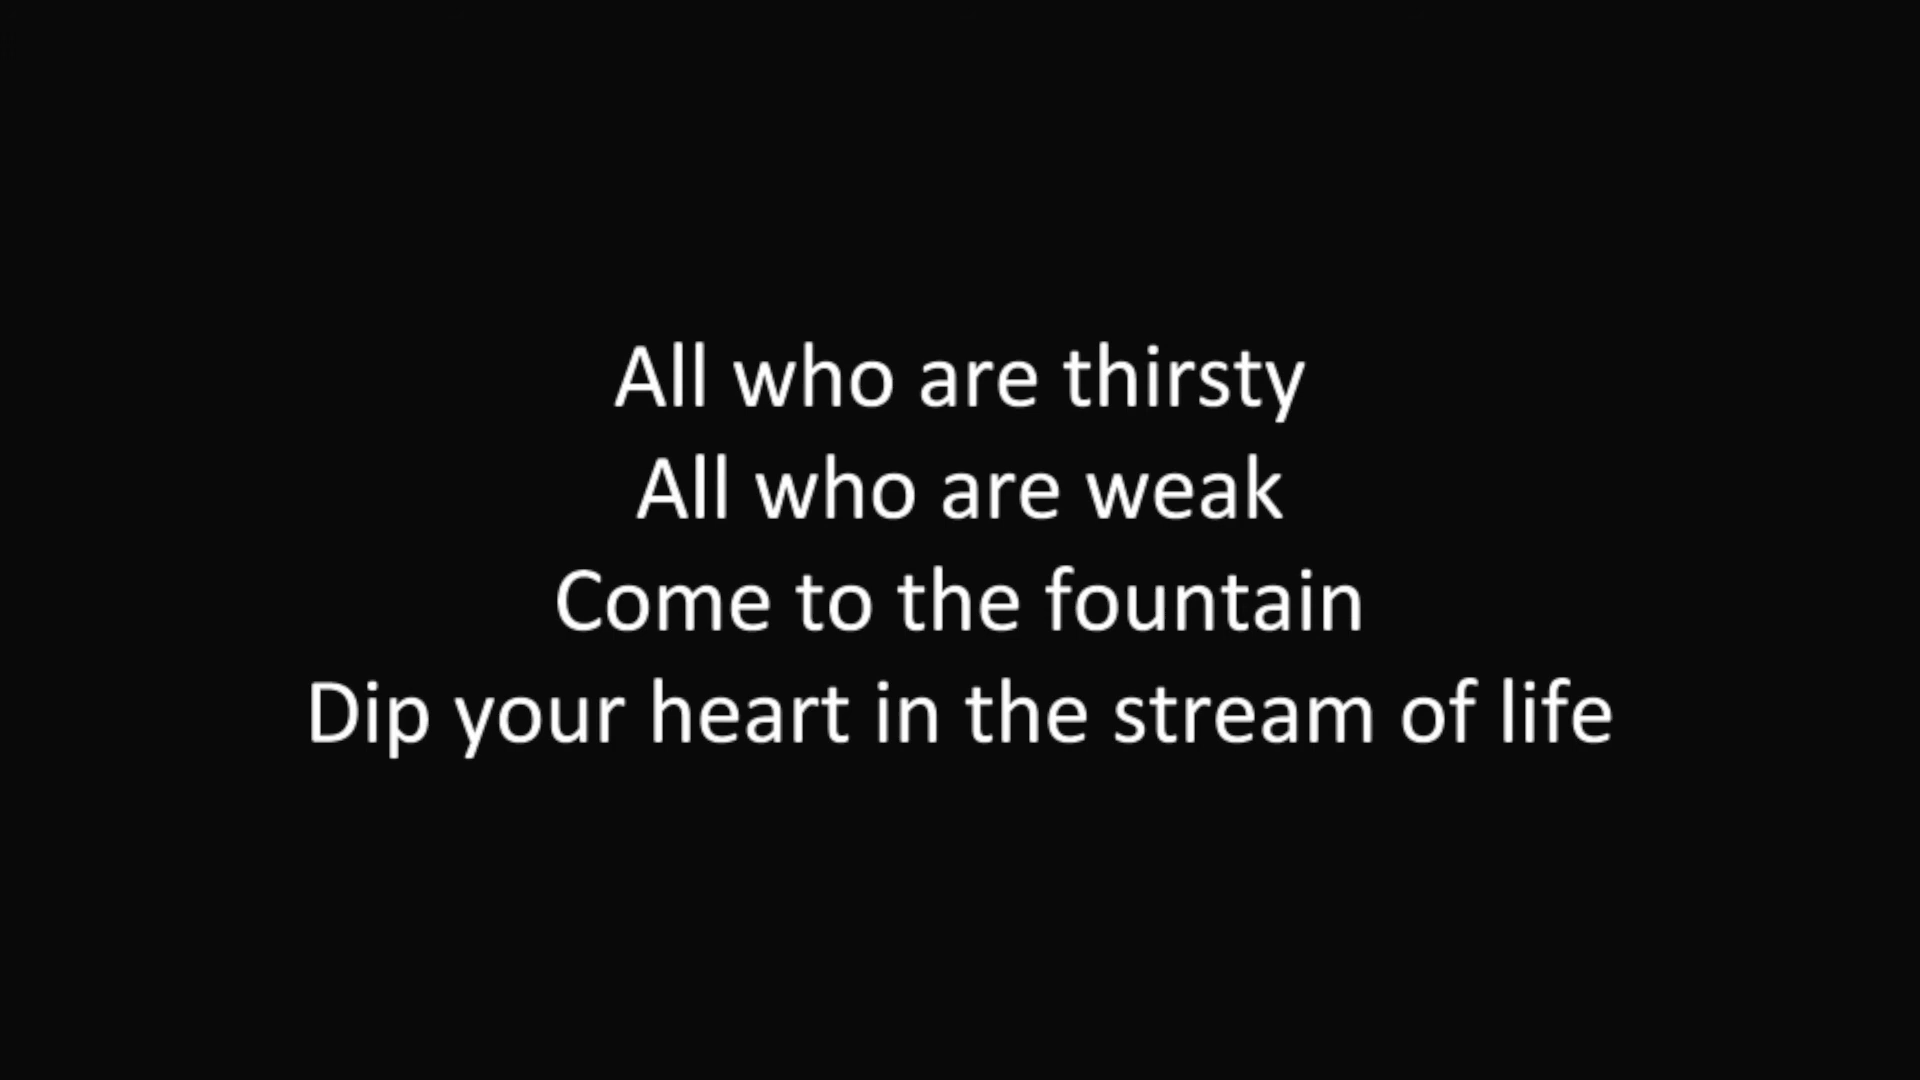 All who are thirsty
All who are weak
Come to the fountain
Dip your heart in the stream of life